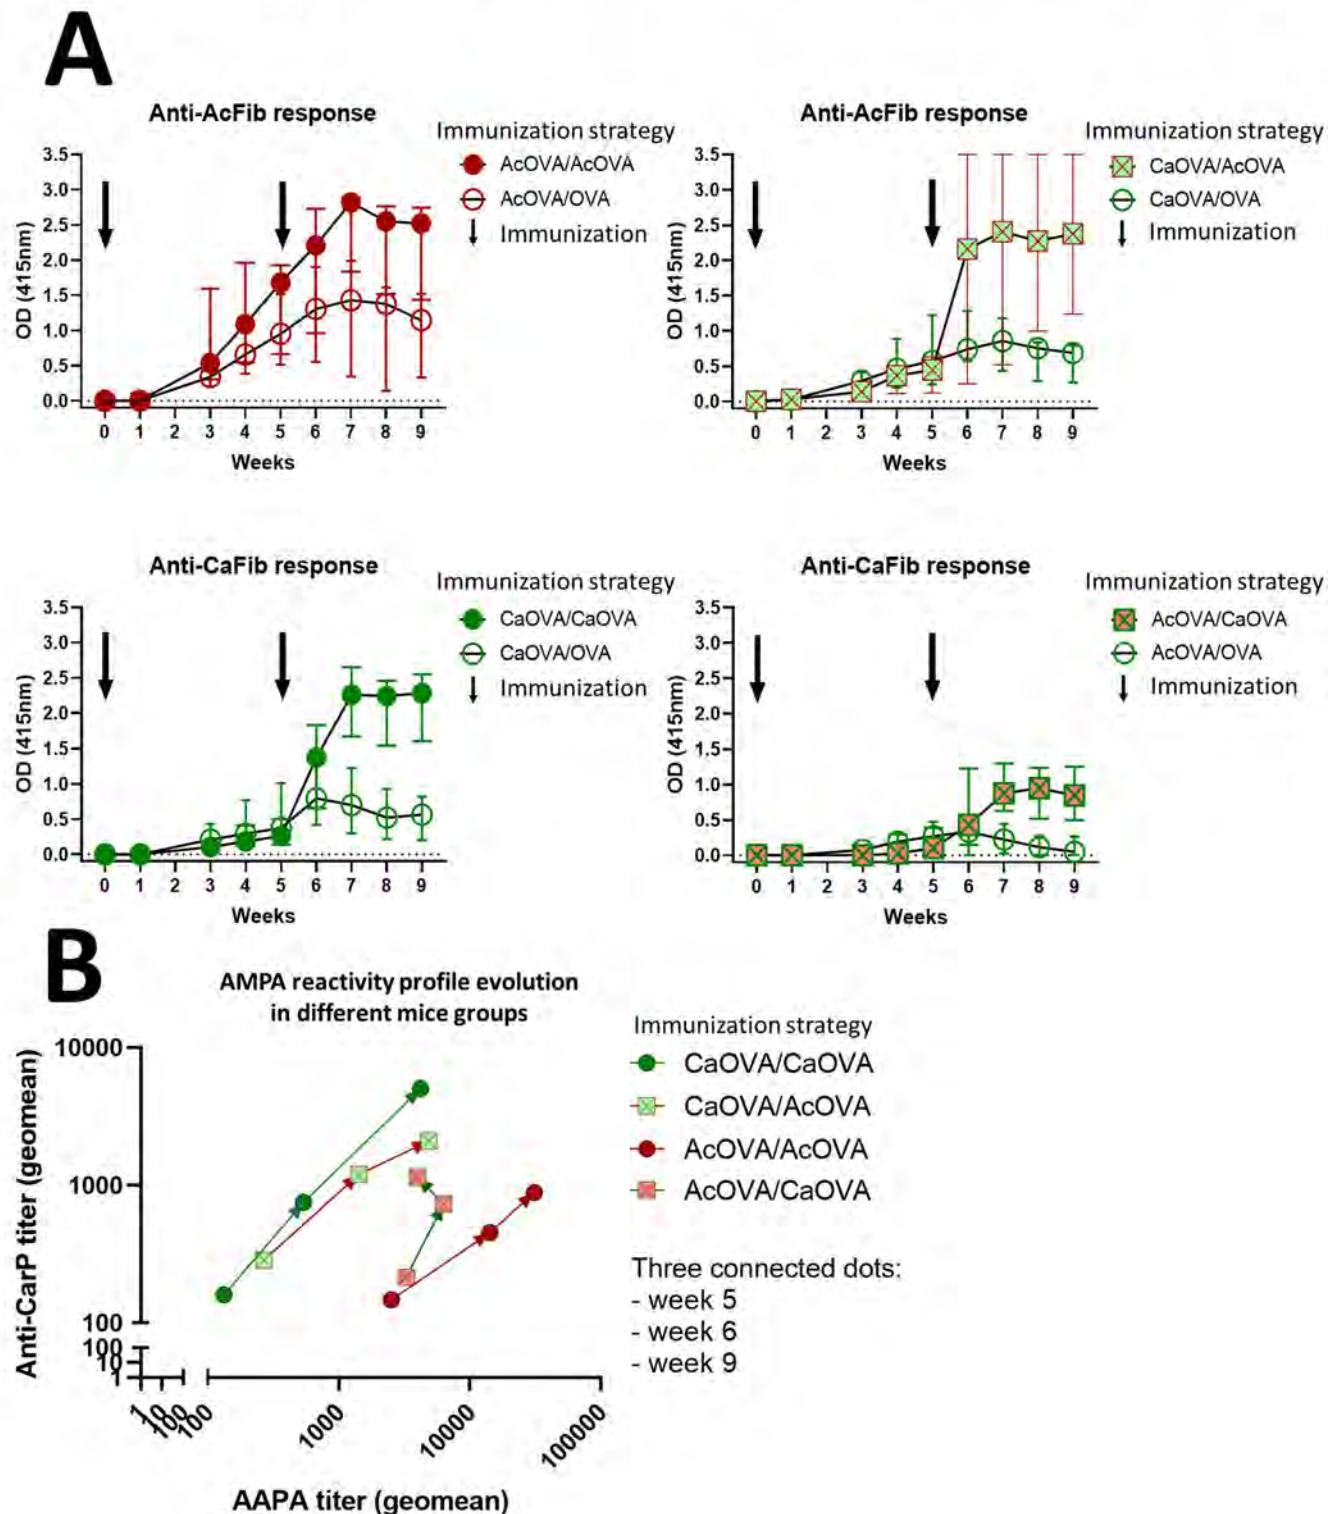 A
Anti-AcFib response
Immunization strategy
AcOVA/AcOVA
AcOVA/OVA
Immunization
OD (415nm)
3.5
3.0
2.5
2.0
1.5
1.0
0.5
0.0
0 1 2 3 4 5 6 7 8 9
Weeks
Anti-AcFib response
Immunization strategy
CaOVA/AcOVA
CaOVA/OVA
Immunization
OD (415nm)
3.5
3.0
2.5
2.0
1.5
1.0
0.5
0.0
0 1 2 3 4 5 6 7 8 9
Weeks
Anti-CaFib response
Immunization strategy
CaOVA/CaOVA
CaOVA/OVA
Immunization
OD (415nm)
3.5
3.0
2.5
2.0
1.5
1.0
0.5
0.0
0 1 2 3 4 5 6 7 8 9
Weeks
Anti-CaFib response
Immunization strategy
AcOVA/CaOVA
AcOVA/OVA
Immunization
OD (415nm)
3.5
3.0
2.5
2.0
1.5
1.0
0.5
0.0
0 1 2 3 4 5 6 7 8 9
Weeks
B
AMPA reactivity profile evolution
in different mice groups
Anti-CarP titer (geomean)
10000
1000
100
100
10
1
1 10 100 100 1000 10000 100000
AAPA titer (geomean)
Immunization strategy
CaOVA/CaOVA
CaOVA/AcOVA
AcOVA/AcOVA
AcOVA/CaOVA
Three connected dots:
- week 5
- week 6
- week 9